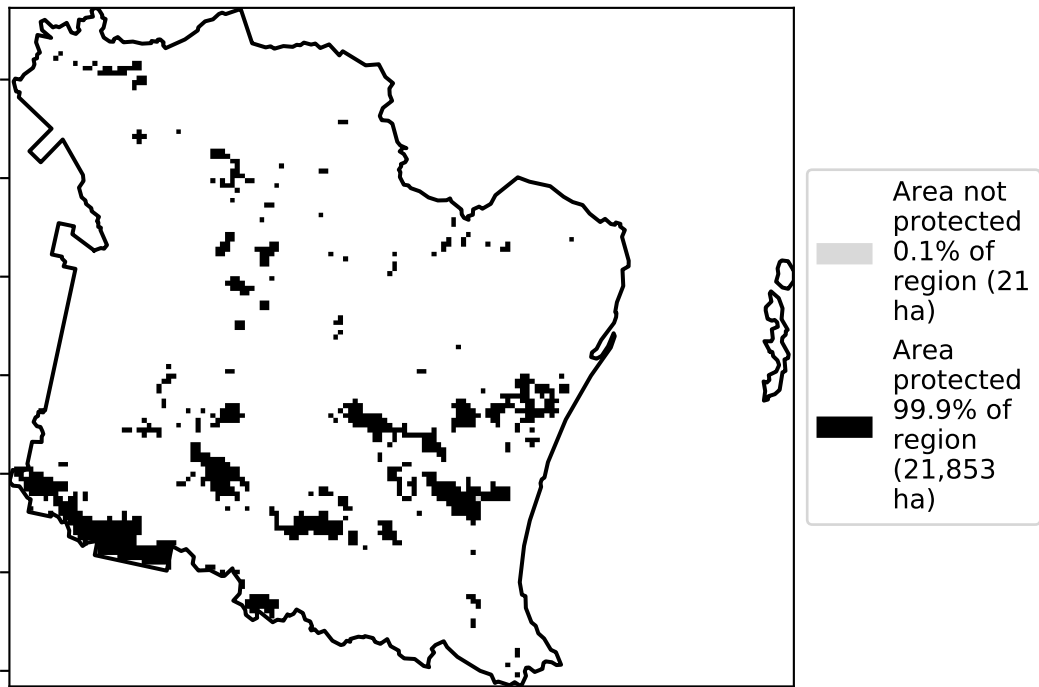 Area not
protected
0.1% of
region (21
ha)
Area
protected
99.9% of
region
(21,853
ha)